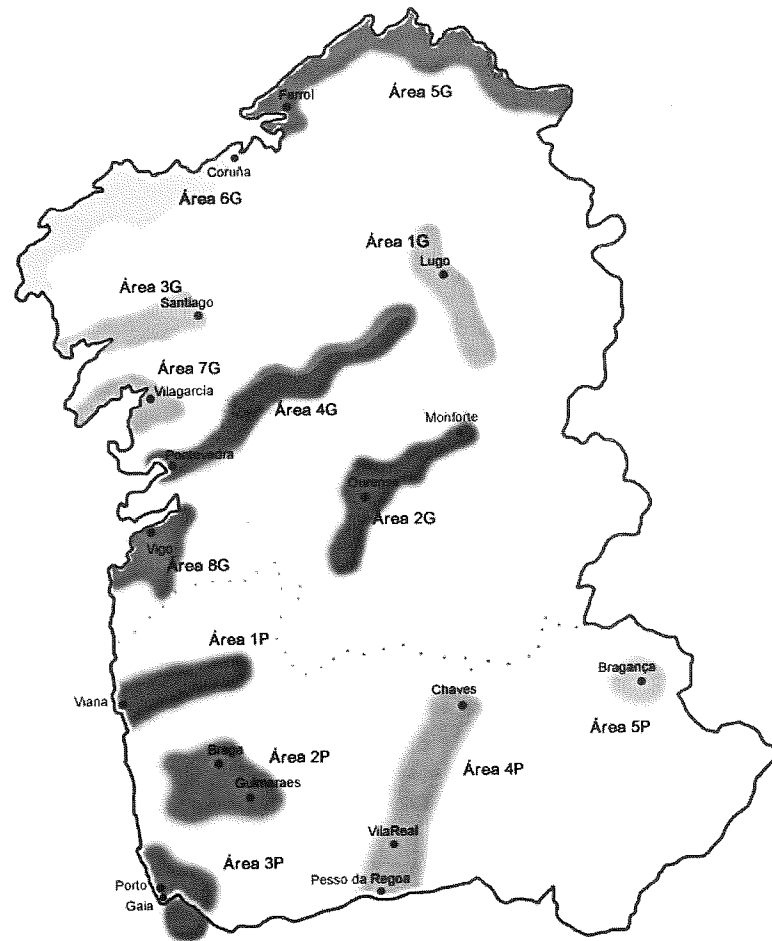 Ferrol
Área 5G
Coruña
Área 6G
Área 1G
Lugo
Área 3G
Santiago
Área 7G
Vilagarcia
Área 4G
Monforte
Pontevedra
Ourense
Área 2G
Vigo
Área 8G
Área 1P
Bragança
Viana
Chaves
Área 5P
Braga
Área 2P
Área 4P
Guimaraes
VilaReal
Área 3P
Porto
Pesso da Regoa
Gaia